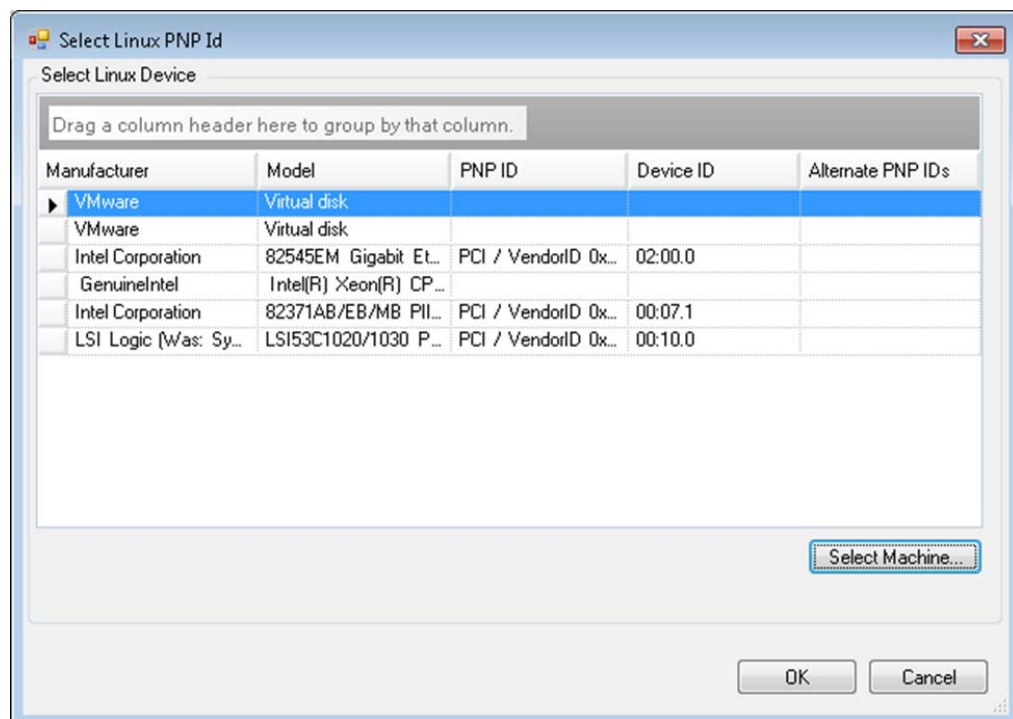 Select Linux PNP Id
Select Linux Device
Drag a column header here to group by that column.
Manufacturer Model PNP ID Device ID Alternate PNP IDs
VMware Virtual disk
VMware Virtual disk
Intel Corporation 82545EM Gigabit Et... PCI / VendorID 0x... 02:00.0
GenuineIntel Intel(R) Xeon(R) CP...
Intel Corporation 82371AB/EB/MB PII... PCI / VendorID 0x... 00:07.1
LSI Logic (Was: Sy... LSI53C1020/1030 P... PCI / VendorID 0x... 00:10.0
Select Machine...
OK Cancel